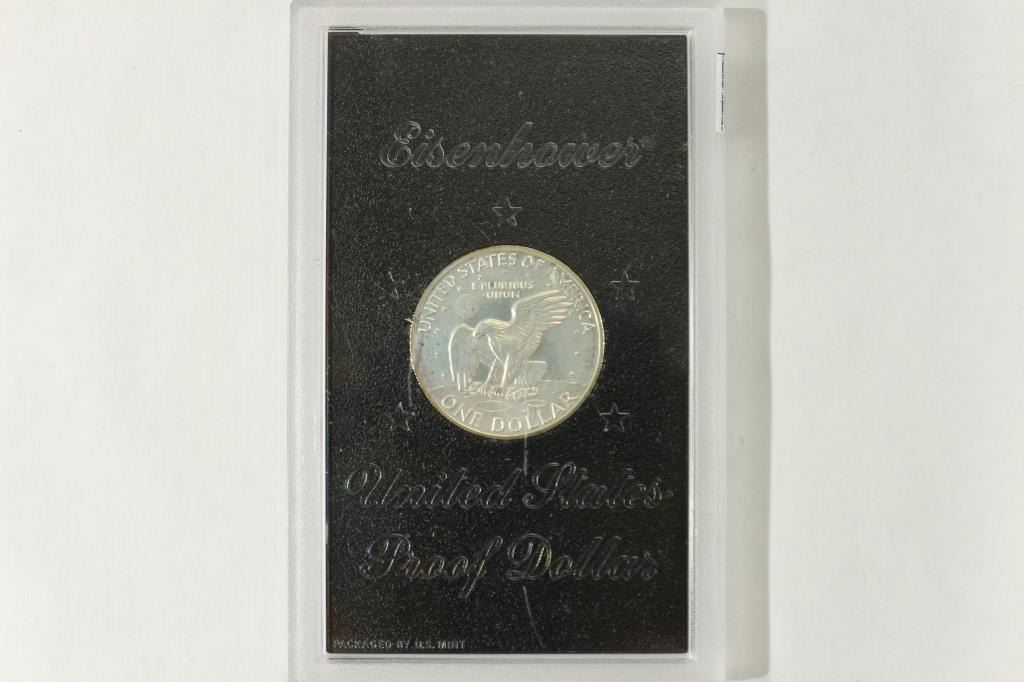 Eisenhower
UNITED STATES OF AMERICA
E PLURIBUS
UNUM
ONE DOLLAR
United States
Proof Dollar
PACKAGED BY U.S. MINT